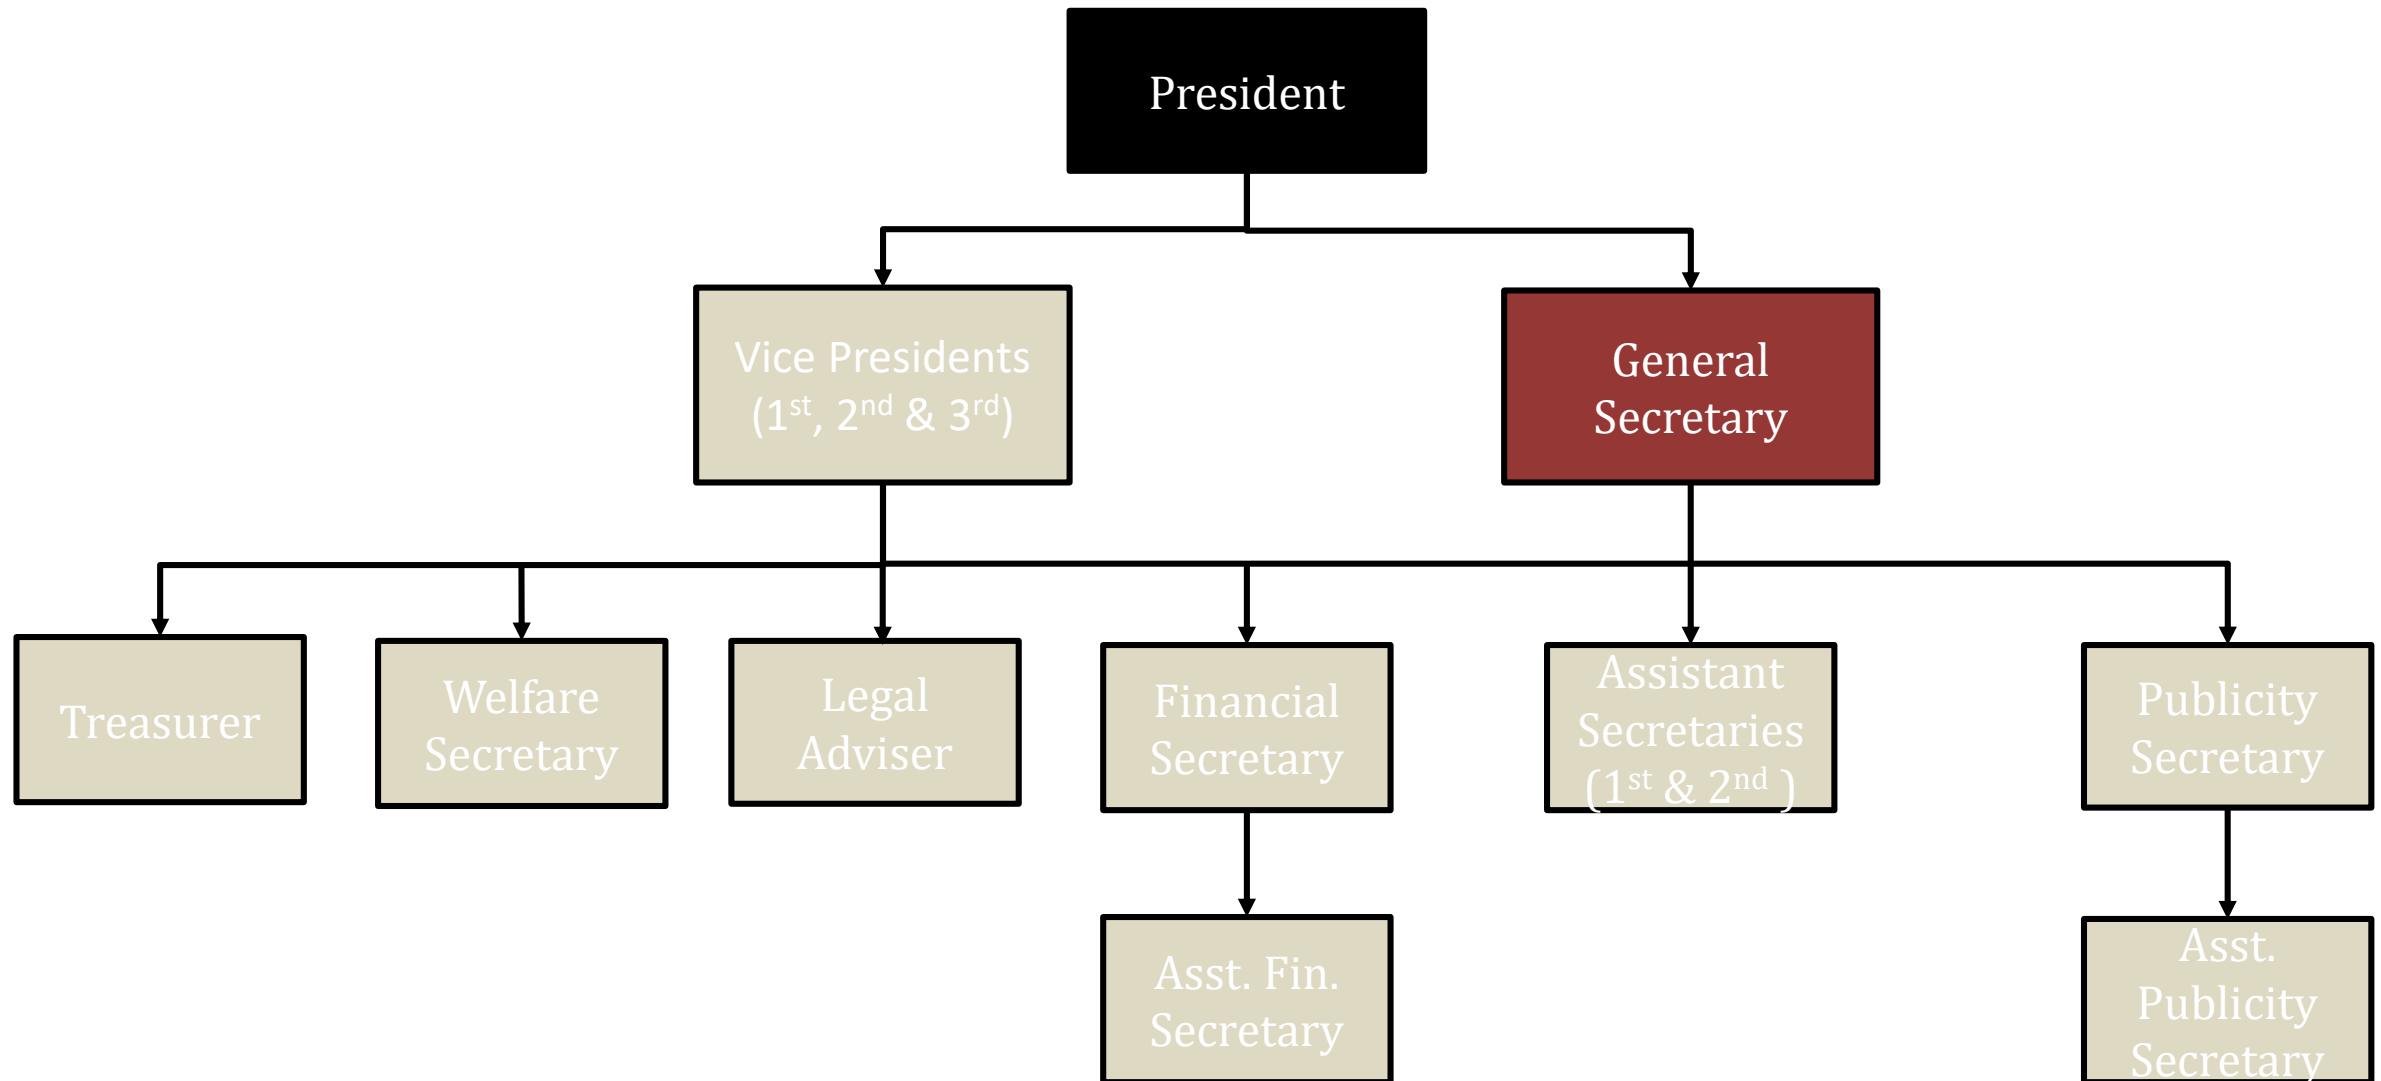 President
Vice Presidents
(1st, 2nd & 3rd)
General
Secretary
Treasurer
Welfare
Secretary
Legal
Adviser
Financial
Secretary
Assistant
Secretaries
(1st & 2nd )
Publicity
Secretary
Asst. Fin.
Secretary
Asst.
Publicity
Secretary